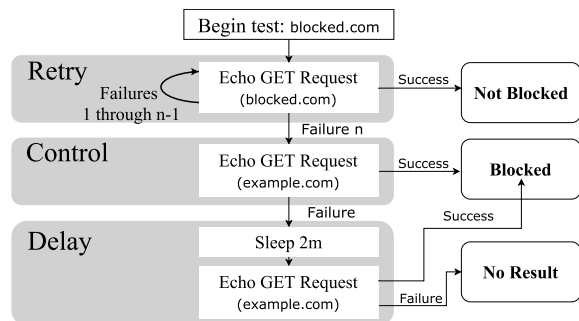 Begin test: blocked.com
Retry
Echo GET Request
(blocked.com)
Failures
1 through n-1
Success
Not Blocked
Failure n
Control
Echo GET Request
(example.com)
Success
Blocked
Failure
Success
Delay
Sleep 2m
Echo GET Request
(example.com)
Failure
No Result